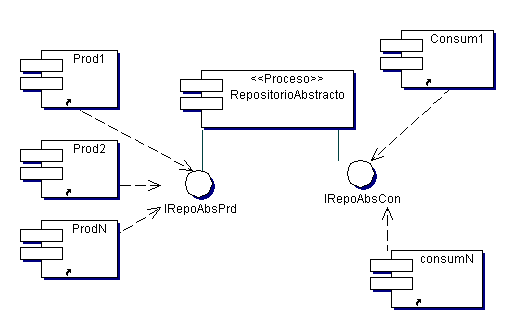 Prod1
<<Proceso>>
RepositorioAbstracto
Consum1
Prod2
IRepoAbsPrd
IRepoAbsCon
ProdN
consumN